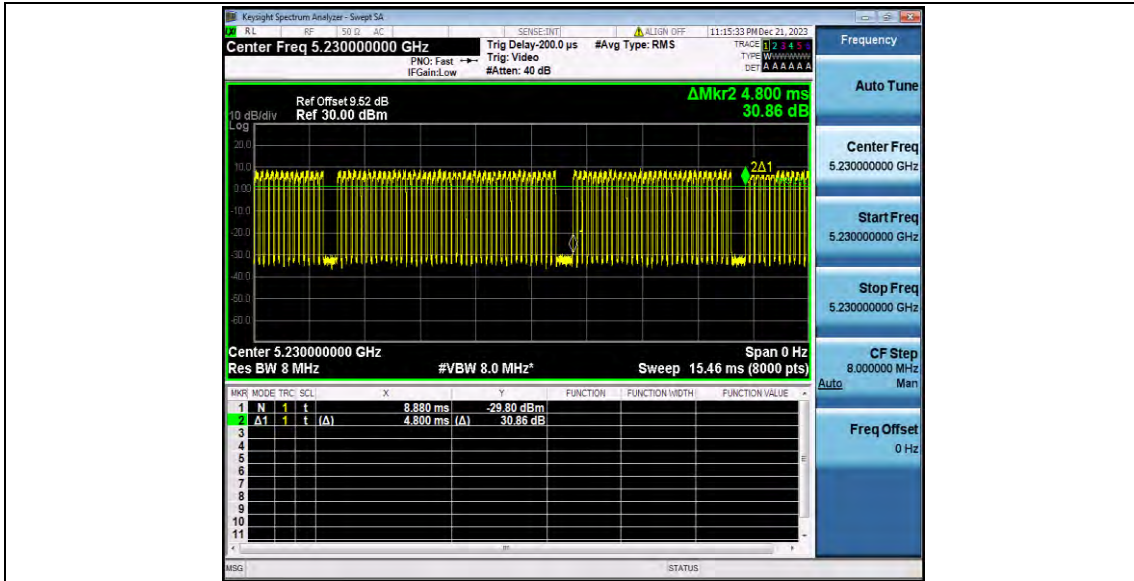 Keysight Spectrum Analyzer - Swept SA
RL RF 50 Ω AC SENSE:INT ALIGN OFF 11:15:33 PM Dec 21, 2023
Center Freq 5.230000000 GHz
PNO: Fast
IFGain:Low
Trig Delay-200.0 µs
Trig: Video
#Atten: 40 dB
#Avg Type: RMS
TRACE 1 2 3 4 5 6
TYPE W
DET A A A A A A
ΔMkr2 4.800 ms
30.86 dB
Ref Offset 9.52 dB
10 dB/div Ref 30.00 dBm
Log
20.0
10.0
0.00
-10.0
-20.0
-30.0
-40.0
-50.0
-60.0
2Δ1
Center 5.230000000 GHz Span 0 Hz
Res BW 8 MHz #VBW 8.0 MHz* Sweep 15.46 ms (8000 pts)
MKR MODE TRC SCL X Y FUNCTION FUNCTION WIDTH FUNCTION VALUE
1 N 1 t 8.880 ms -29.80 dBm
2 Δ1 1 t (Δ) 4.800 ms (Δ) 30.86 dB
3
4
5
6
7
8
9
10
11
MSG STATUS
Frequency
Auto Tune
Center Freq
5.230000000 GHz
Start Freq
5.230000000 GHz
Stop Freq
5.230000000 GHz
CF Step
8.000000 MHz
Auto Man
Freq Offset
0 Hz